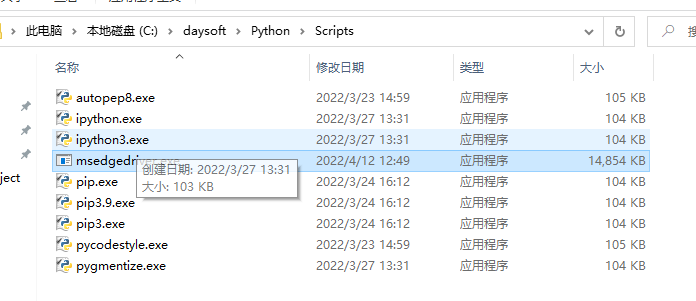 此电脑 › 本地磁盘 (C:) › daysoft › Python › Scripts
名称 修改日期 类型 大小
autopep8.exe 2022/3/23 14:59 应用程序 105 KB
ipython.exe 2022/3/27 13:31 应用程序 104 KB
ipython3.exe 2022/3/27 13:31 应用程序 104 KB
msedgedriver.exe 2022/4/12 12:49 应用程序 14,854 KB
创建日期: 2022/3/27 13:31
大小: 103 KB
ject
pip.exe 2022/3/24 16:12 应用程序 104 KB
pip3.9.exe 2022/3/24 16:12 应用程序 104 KB
pip3.exe 2022/3/24 16:12 应用程序 104 KB
pycodestyle.exe 2022/3/23 14:59 应用程序 105 KB
pygmentize.exe 2022/3/27 13:31 应用程序 104 KB